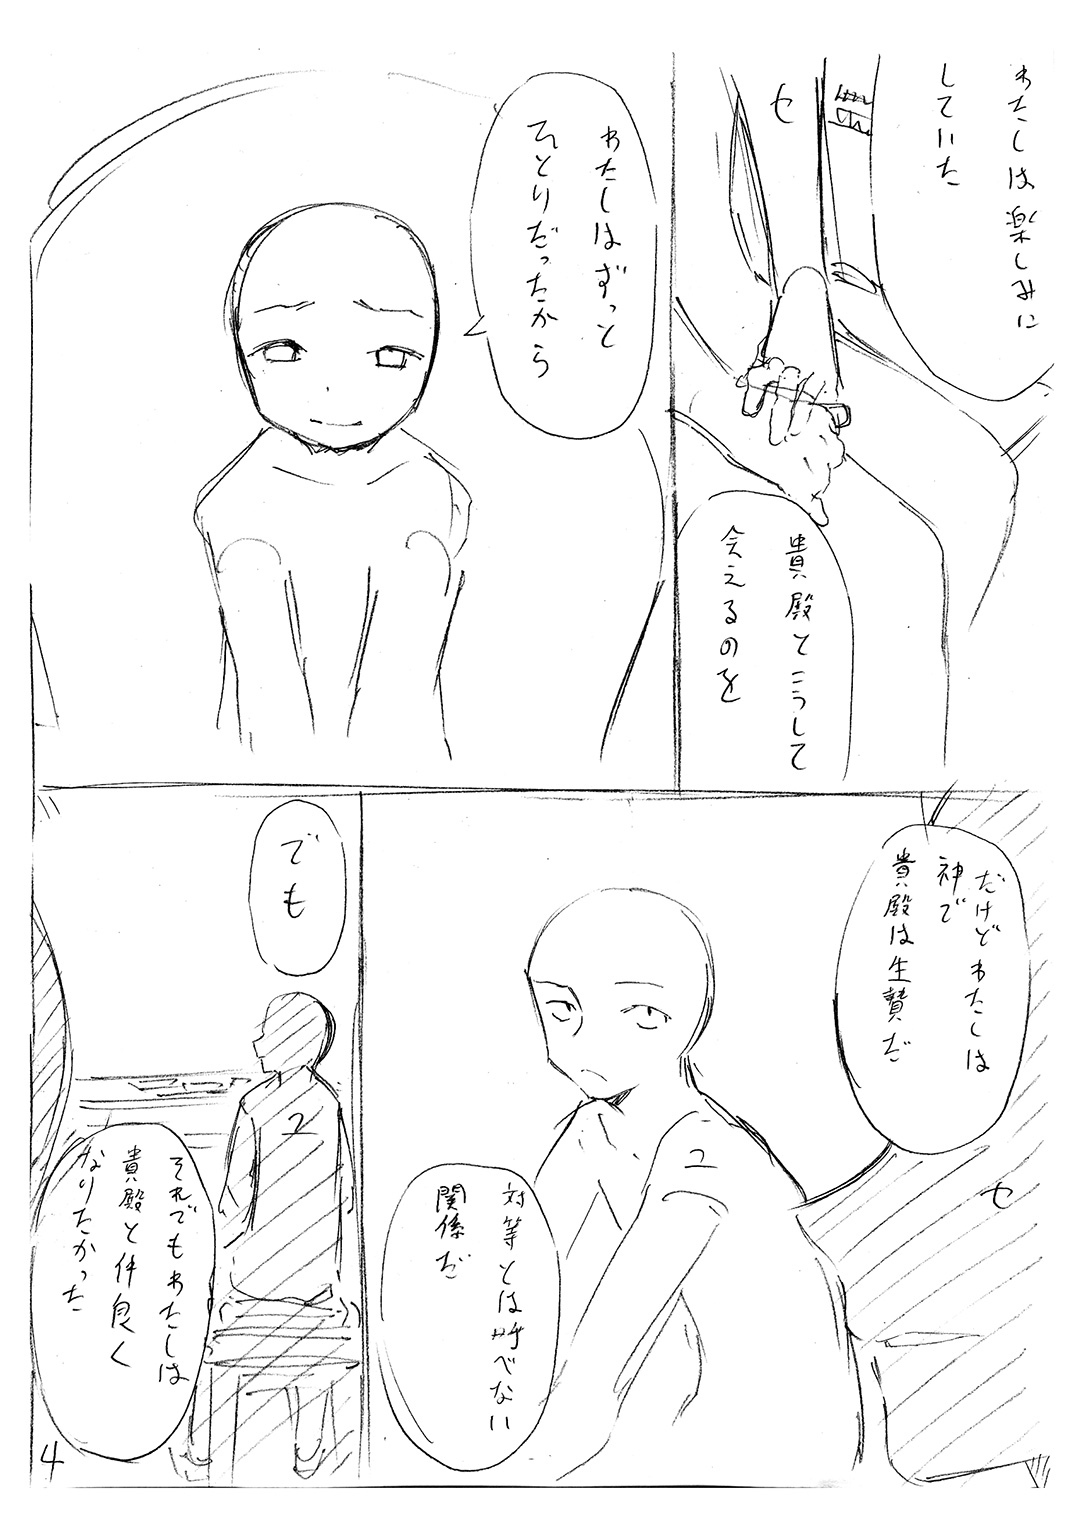 わたしは楽しみに
していた
セ
貴殿とこうして
会えるのを
わたしはずっと
ひとりだったから
だけどわたしは
神で
貴殿は生贄だ
セ
ユ
対等とは呼べない
関係だ
でも
ユ
それでもわたしは
貴殿と仲良く
なりたかった
4